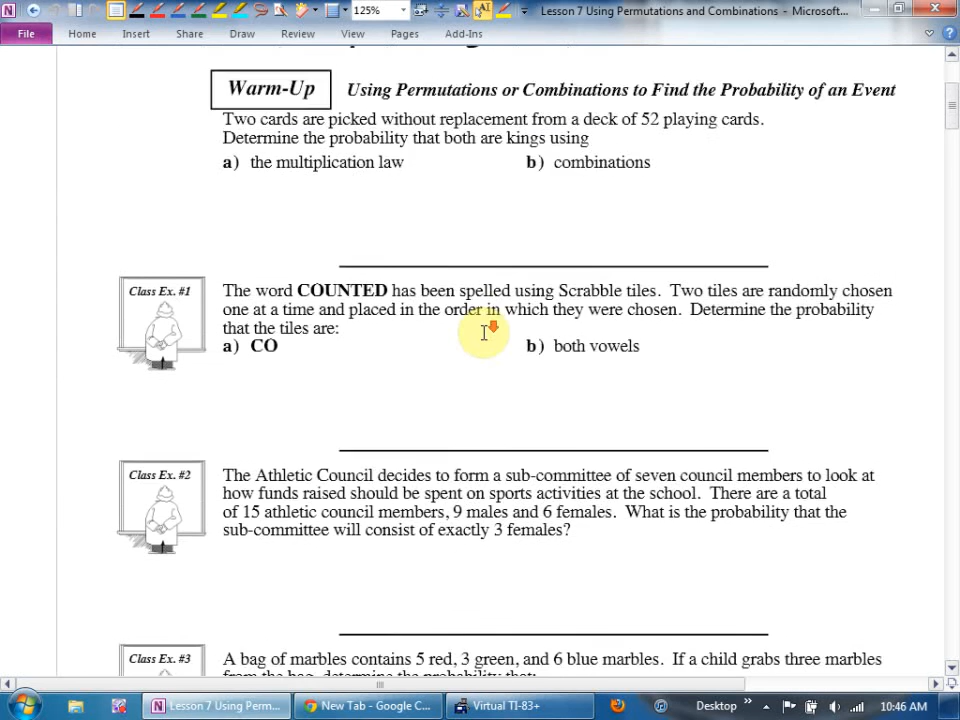 125%
Lesson 7 Using Permutations and Combinations - Microsoft...
File Home Insert Share Draw Review View Pages Add-Ins
Warm-Up Using Permutations or Combinations to Find the Probability of an Event
Two cards are picked without replacement from a deck of 52 playing cards.
Determine the probability that both are kings using
a) the multiplication law b) combinations
Class Ex. #1 The word COUNTED has been spelled using Scrabble tiles. Two tiles are randomly chosen
one at a time and placed in the order in which they were chosen. Determine the probability
that the tiles are:
a) CO b) both vowels
Class Ex. #2 The Athletic Council decides to form a sub-committee of seven council members to look at
how funds raised should be spent on sports activities at the school. There are a total
of 15 athletic council members, 9 males and 6 females. What is the probability that the
sub-committee will consist of exactly 3 females?
Class Ex. #3 A bag of marbles contains 5 red, 3 green, and 6 blue marbles. If a child grabs three marbles
from the bag, determine the probability that:
Lesson 7 Using Perm... New Tab - Google C... Virtual TI-83+ Desktop 10:46 AM